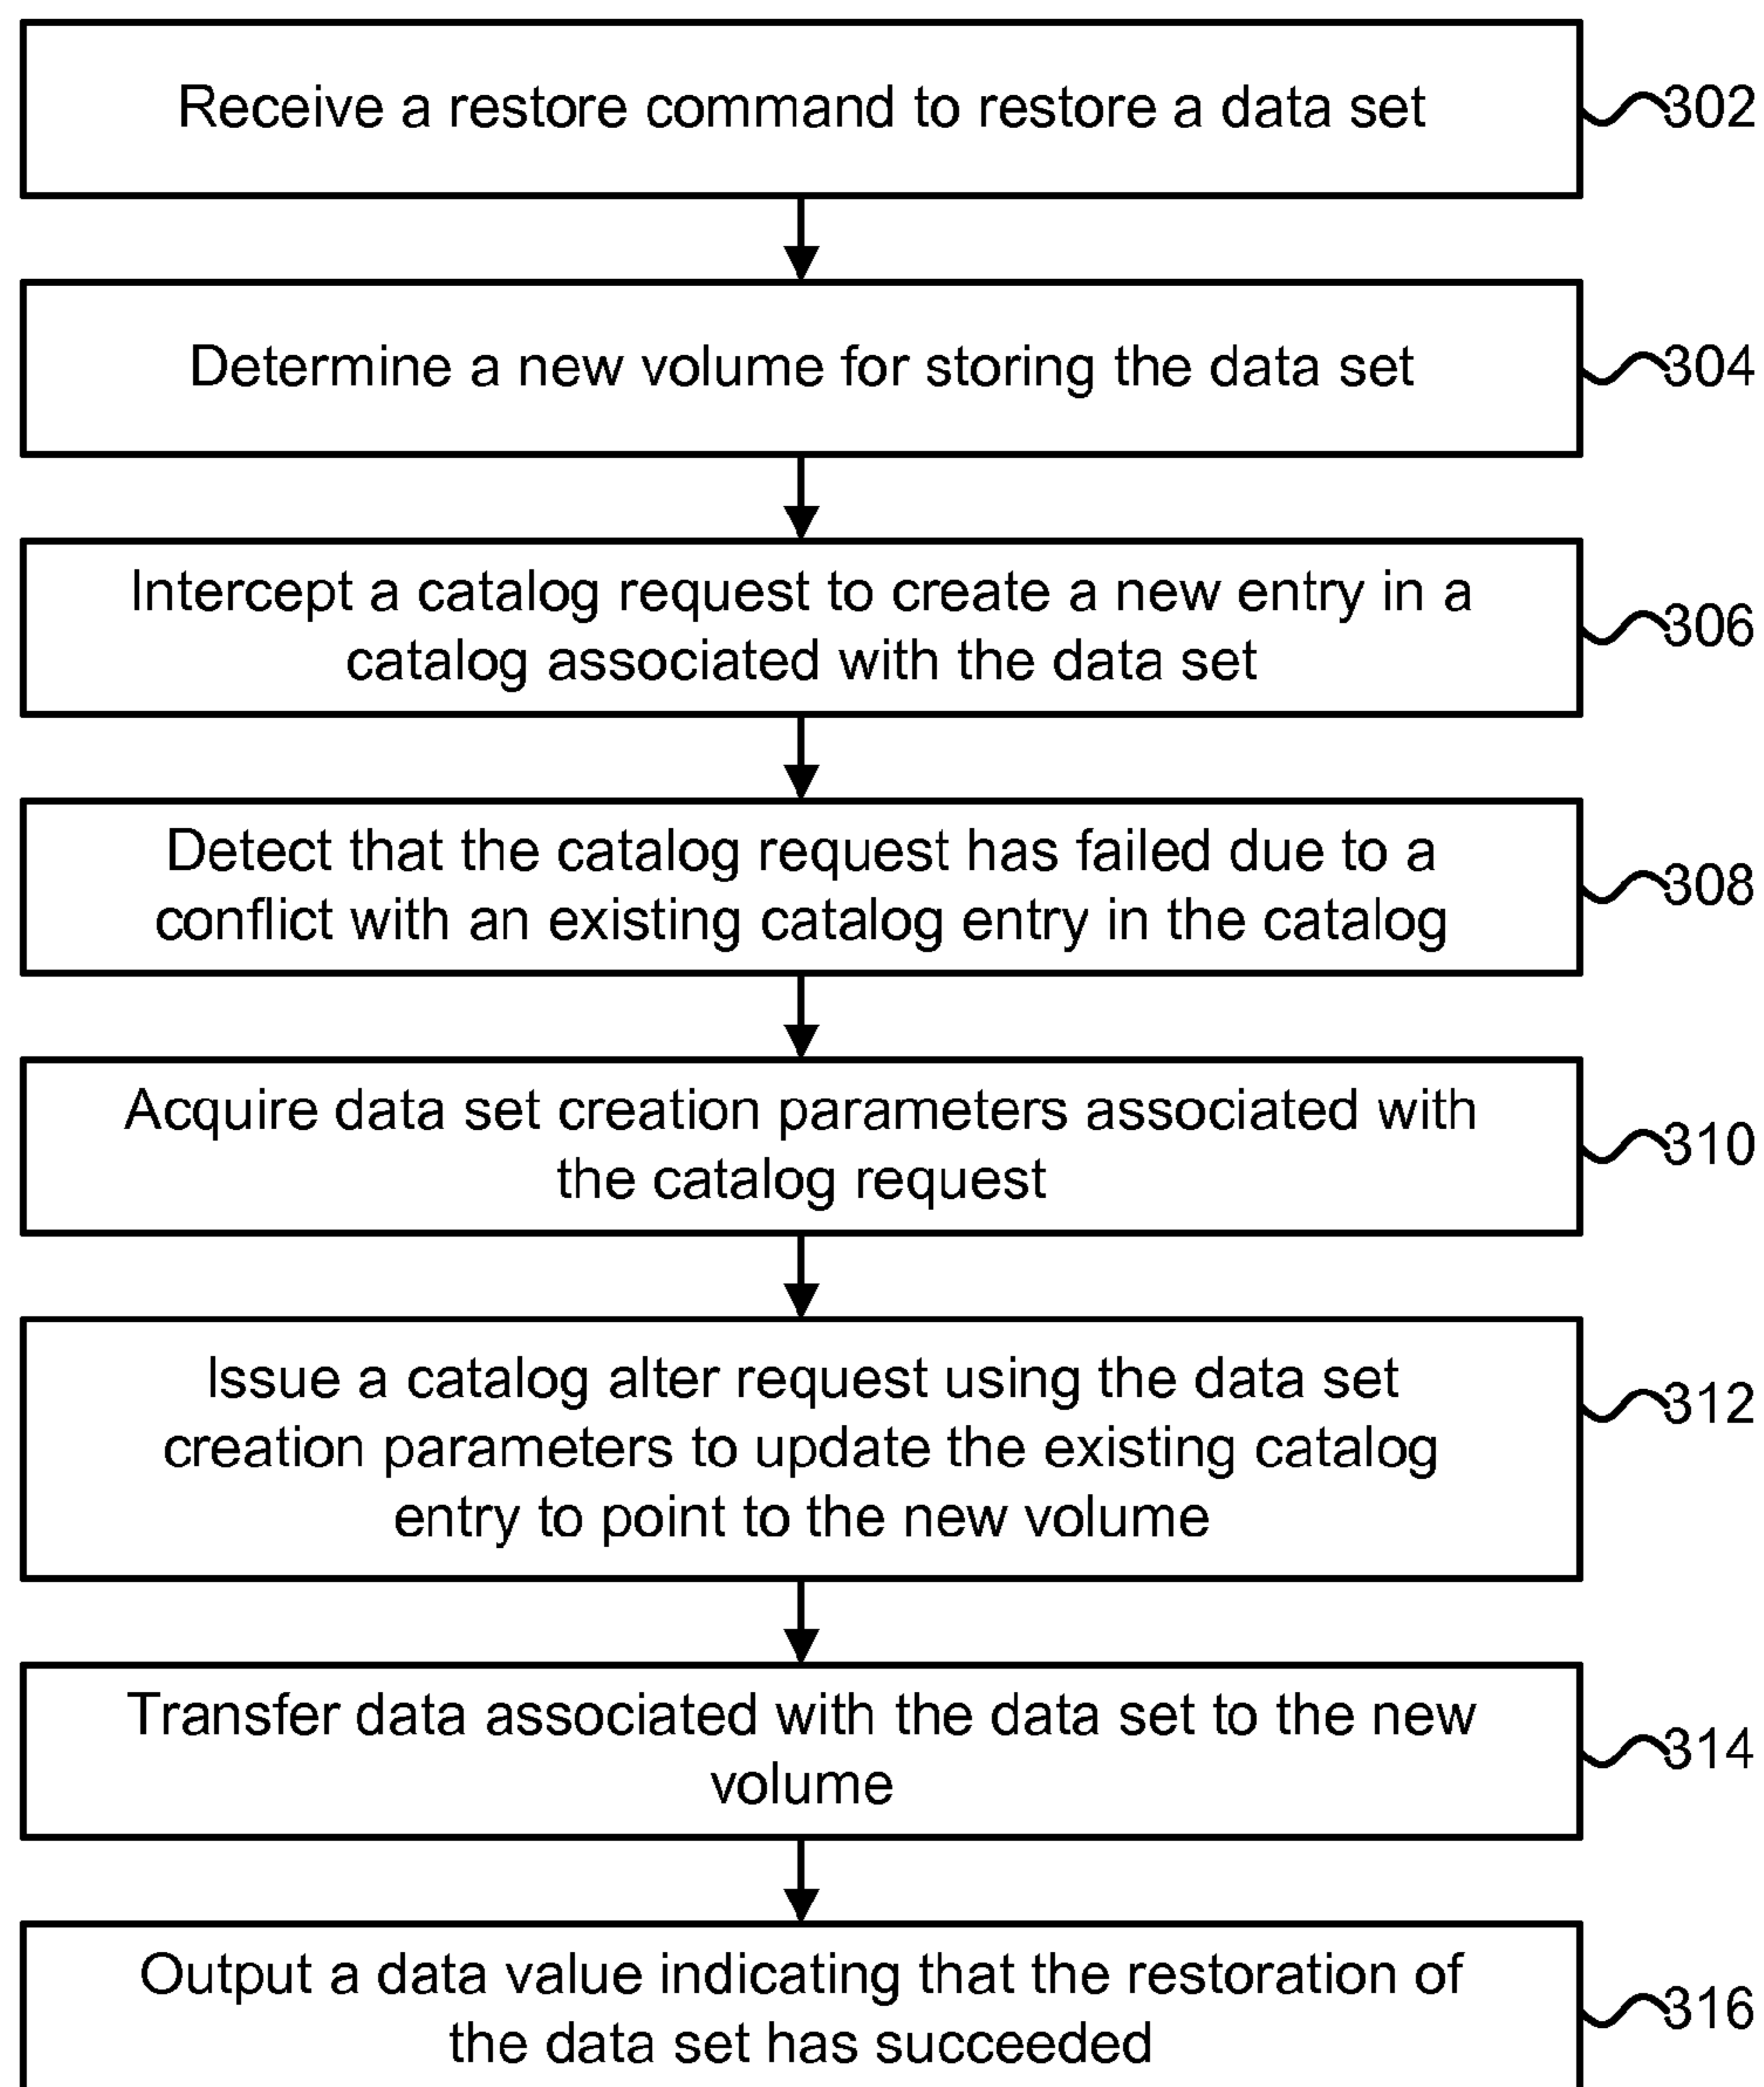 Receive a restore command to restore a data set
302
Determine a new volume for storing the data set
304
Intercept a catalog request to create a new entry in a
catalog associated with the data set
306
Detect that the catalog request has failed due to a
conflict with an existing catalog entry in the catalog
308
Acquire data set creation parameters associated with
the catalog request
310
Issue a catalog alter request using the data set
creation parameters to update the existing catalog
entry to point to the new volume
312
Transfer data associated with the data set to the new
volume
314
Output a data value indicating that the restoration of
the data set has succeeded
316